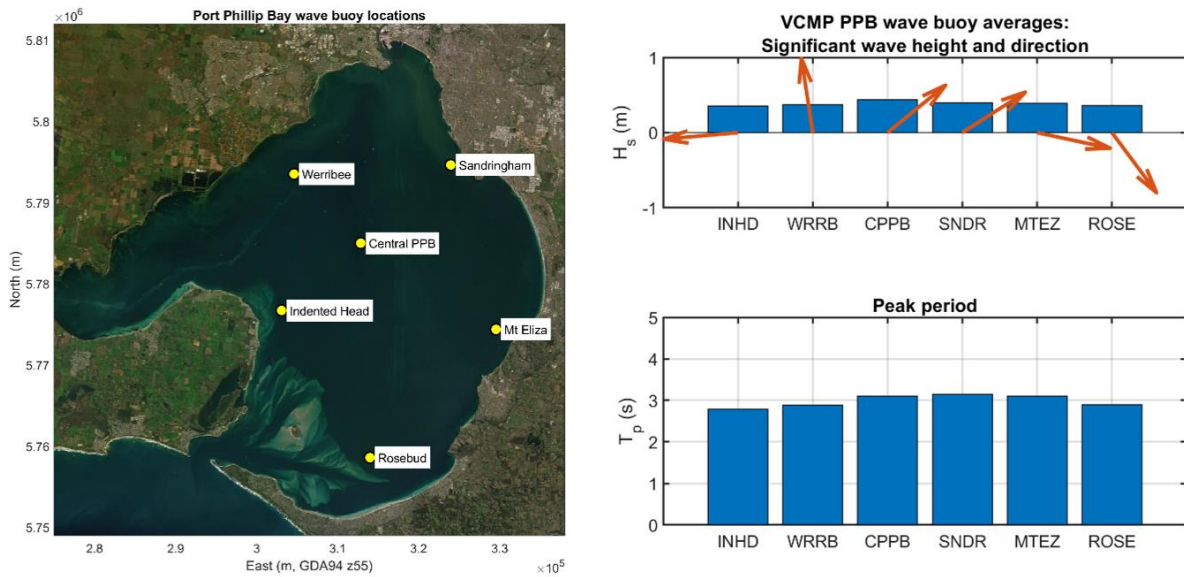 Port Phillip Bay wave buoy locations
×10⁶
5.81
5.8
5.79
5.78
5.77
5.76
5.75
North (m)
Werribee
Sandringham
Central PPB
Indented Head
Mt Eliza
Rosebud
2.8 2.9 3 3.1 3.2 3.3
East (m, GDA94 z55)
×10⁵
VCMP PPB wave buoy averages:
Significant wave height and direction
1
0
-1
H_s (m)
INHD WRRB CPPB SNDR MTEZ ROSE
Peak period
5
4
3
2
1
0
T_p (s)
INHD WRRB CPPB SNDR MTEZ ROSE